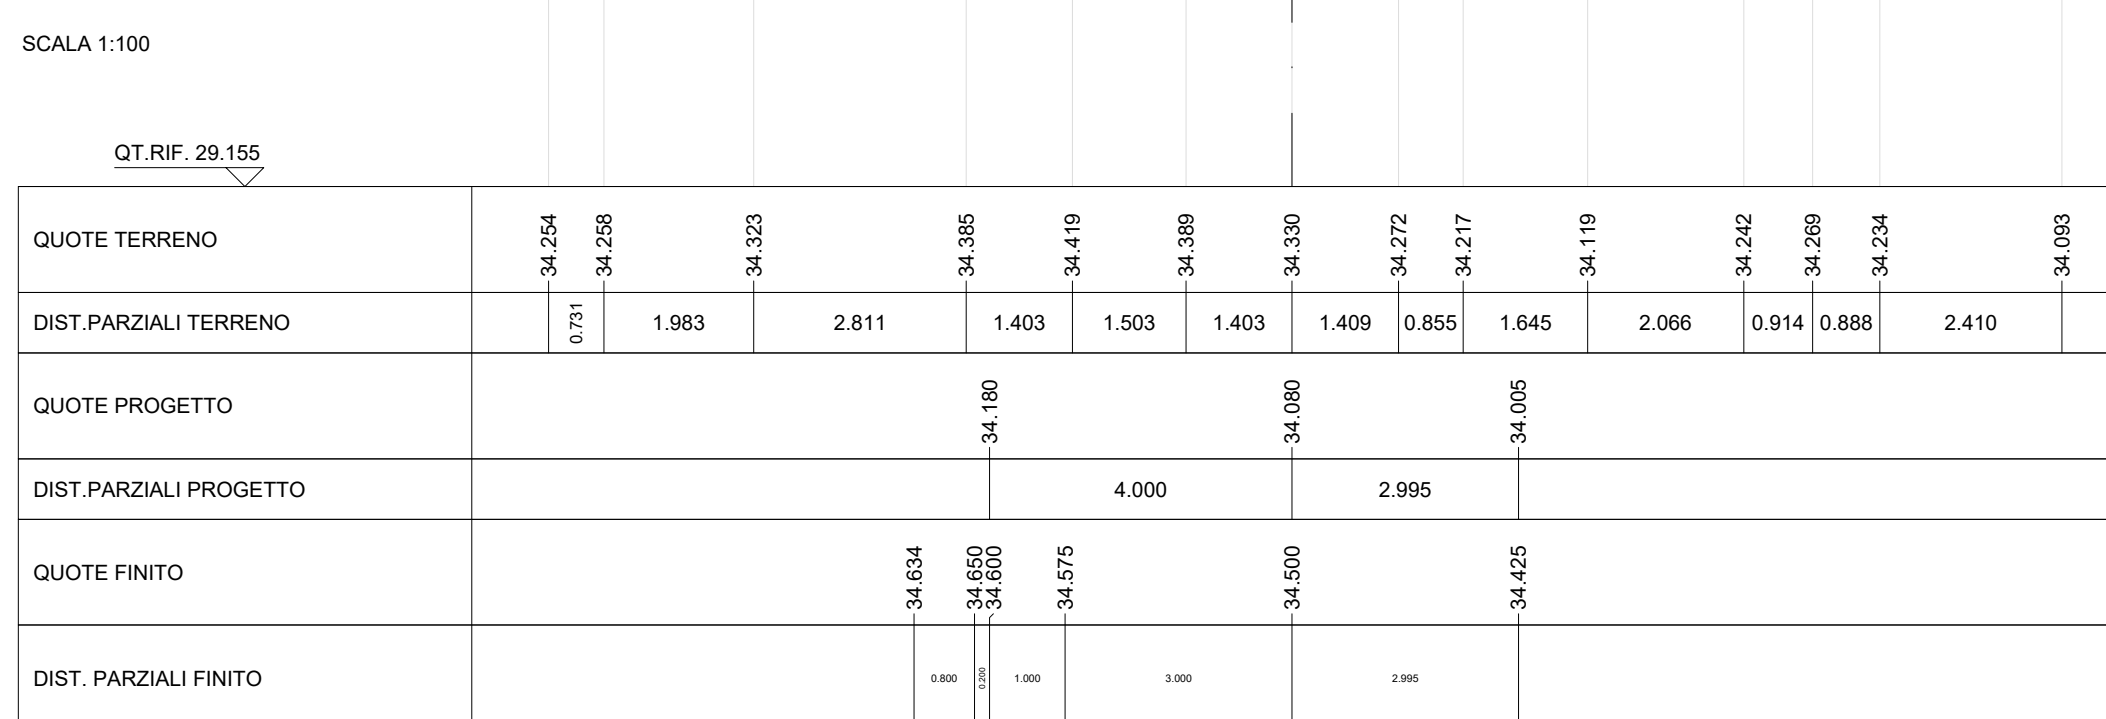 SCALA 1:100
QT.RIF. 29.155
QUOTE TERRENO 34.254 34.258 34.323 34.385 34.419 34.389 34.330 34.272 34.217 34.119 34.242 34.269 34.234 34.093
DIST.PARZIALI TERRENO 0.731 1.983 2.811 1.403 1.503 1.403 1.409 0.855 1.645 2.066 0.914 0.888 2.410
QUOTE PROGETTO 34.180 34.080 34.005
DIST.PARZIALI PROGETTO 4.000 2.995
QUOTE FINITO 34.634 34.650 34.600 34.575 34.500 34.425
DIST. PARZIALI FINITO 0.800 0.200 1.000 3.000 2.995